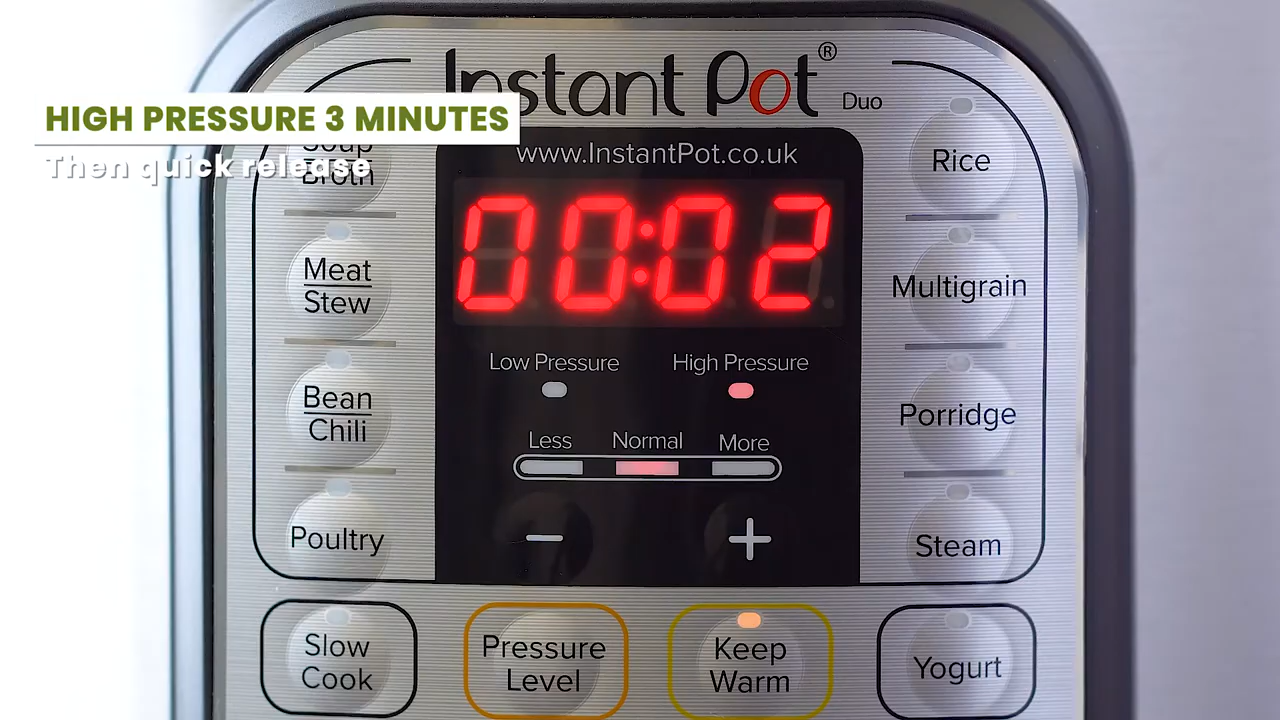 Instant Pot® Duo
HIGH PRESSURE 3 MINUTES
Then quick release
www.InstantPot.co.uk
00:02
Low Pressure
High Pressure
Less
Normal
More
−
+
Soup
Broth
Meat
Stew
Bean
Chili
Poultry
Rice
Multigrain
Porridge
Steam
Slow
Cook
Pressure
Level
Keep
Warm
Yogurt